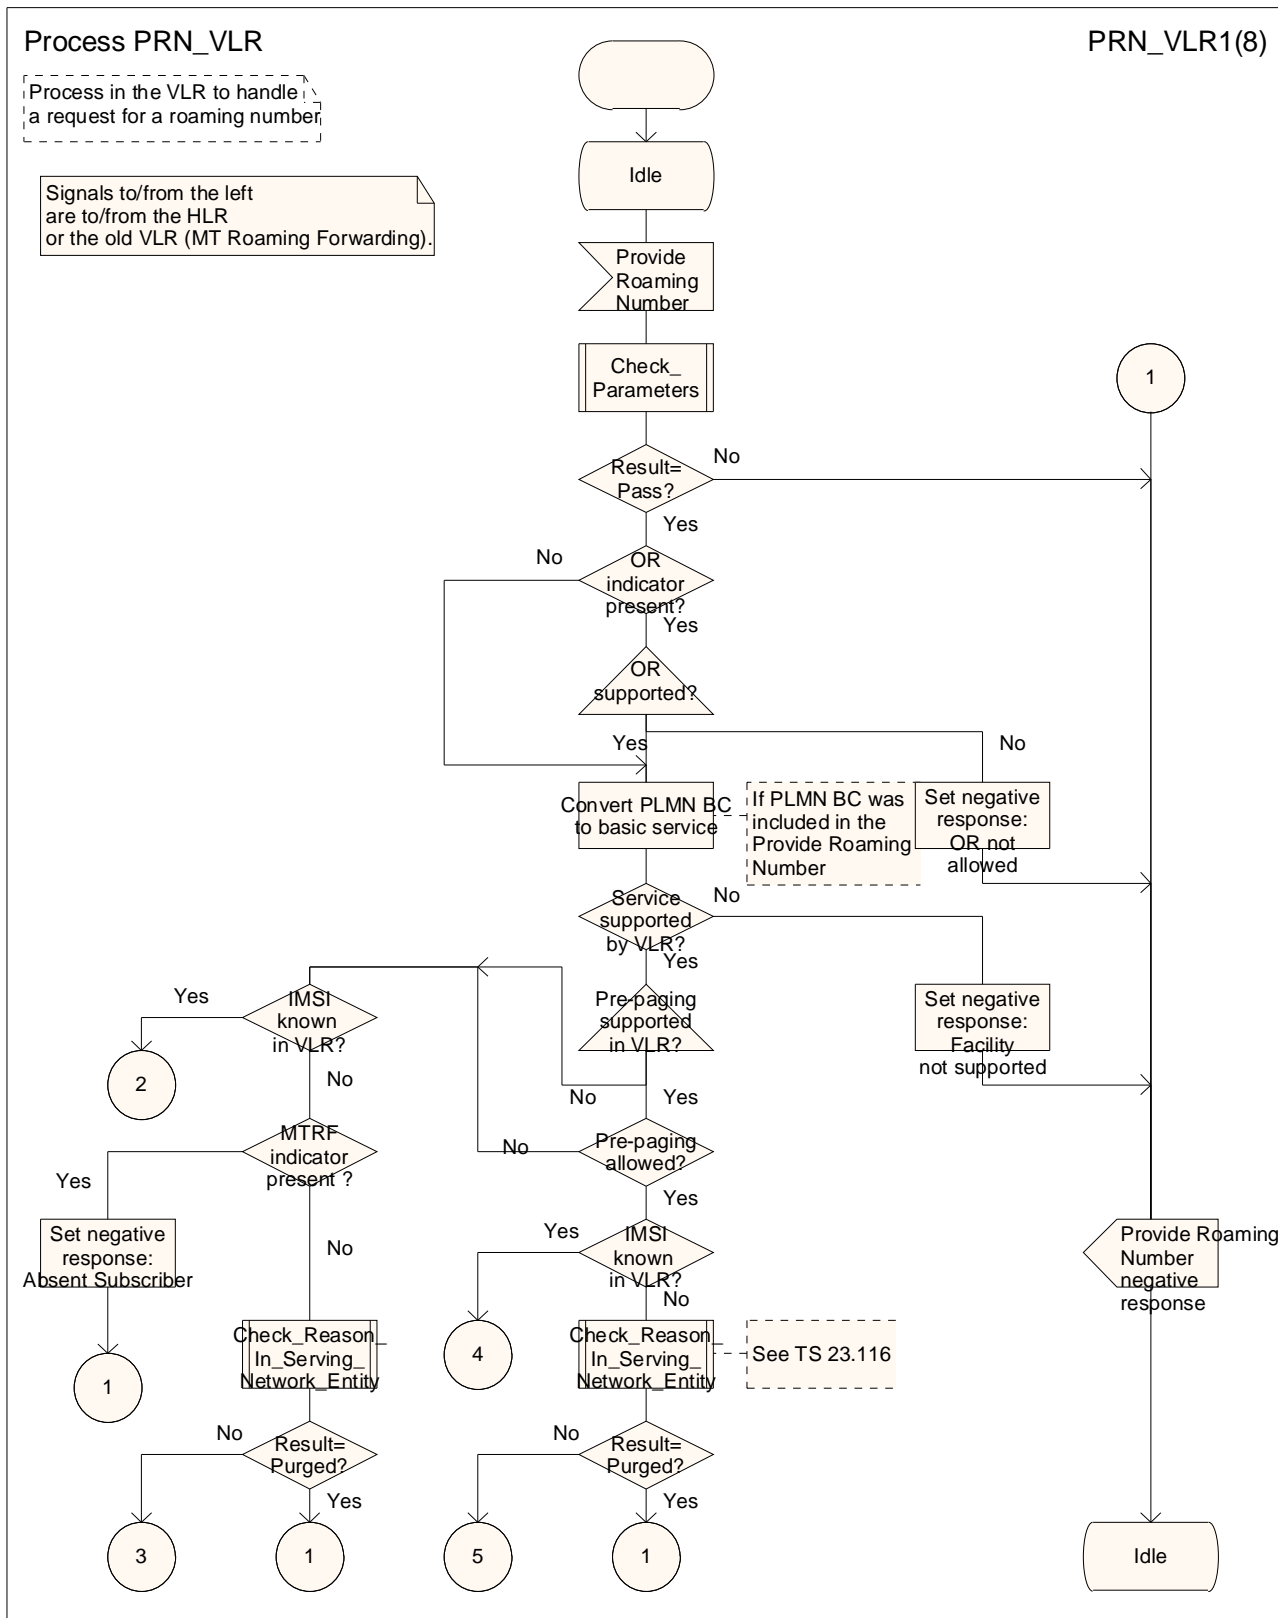 Process PRN_VLR
PRN_VLR1(8)
Process in the VLR to handle
a request for a roaming number
Signals to/from the left
are to/from the HLR
or the old VLR (MT Roaming Forwarding).
Idle
Provide
Roaming
Number
Check_
Parameters
1
Result=
Pass?
No
Yes
OR
indicator
present?
No
Yes
OR
supported?
Yes
No
Convert PLMN BC
to basic service
If PLMN BC was
included in the
Provide Roaming
Number
Set negative
response:
OR not
allowed
Service
supported
by VLR?
No
Yes
Pre-paging
supported
in VLR?
No
Yes
Set negative
response:
Facility
not supported
IMSI
known
in VLR?
Yes
No
2
MTRF
indicator
present ?
Yes
No
Pre-paging
allowed?
No
Yes
Set negative
response:
Absent Subscriber
1
IMSI
known
in VLR?
Yes
No
4
Provide Roaming
Number
negative
response
Check_Reason_
In_Serving_
Network_Entity
Check_Reason_
In_Serving_
Network_Entity
See TS 23.116
Result=
Purged?
No
Yes
Result=
Purged?
No
Yes
3
1
5
1
Idle